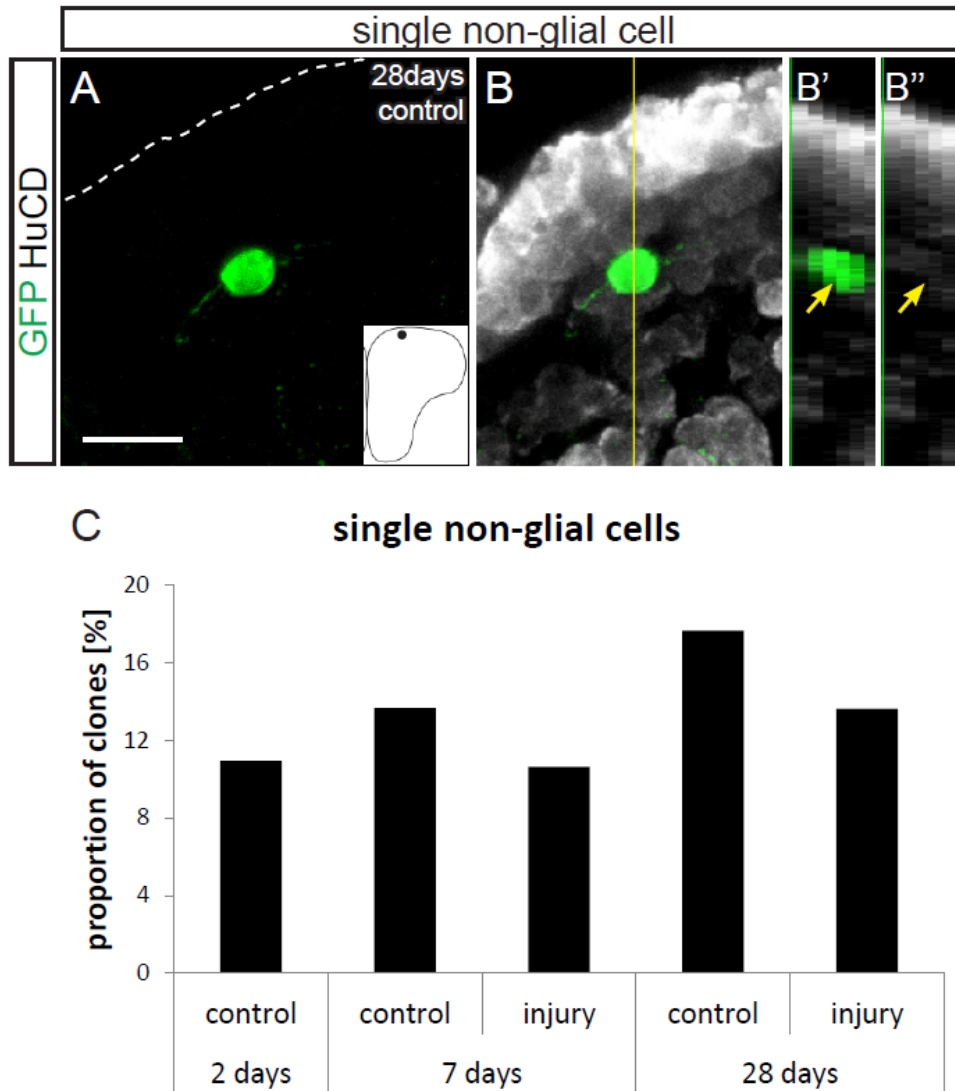 single non-glial cell
GFP HuCD
A
28days
control
B
B'
B''
C
single non-glial cells
proportion of clones [%]
20
16
12
8
4
0
control
control
injury
control
injury
2 days
7 days
28 days